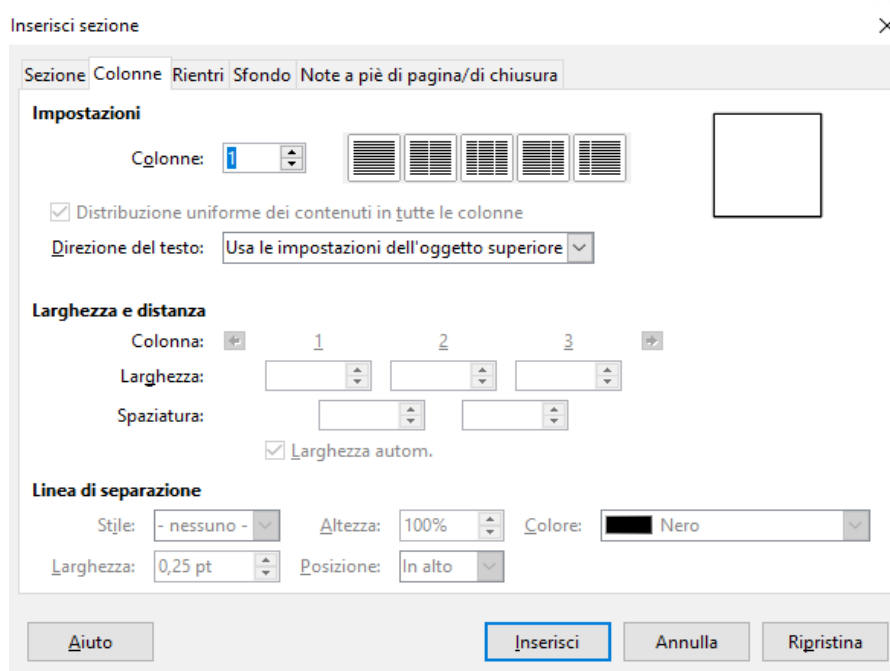 Inserisci sezione
Sezione Colonne Rientri Sfondo Note a piè di pagina/di chiusura
Impostazioni
Colonne: 1
Distribuzione uniforme dei contenuti in tutte le colonne
Direzione del testo: Usa le impostazioni dell'oggetto superiore
Larghezza e distanza
Colonna: 1 2 3
Larghezza:
Spaziatura:
Larghezza autom.
Linea di separazione
Stile: - nessuno - Altezza: 100% Colore: Nero
Larghezza: 0,25 pt Posizione: In alto
Aiuto Inserisci Annulla Ripristina